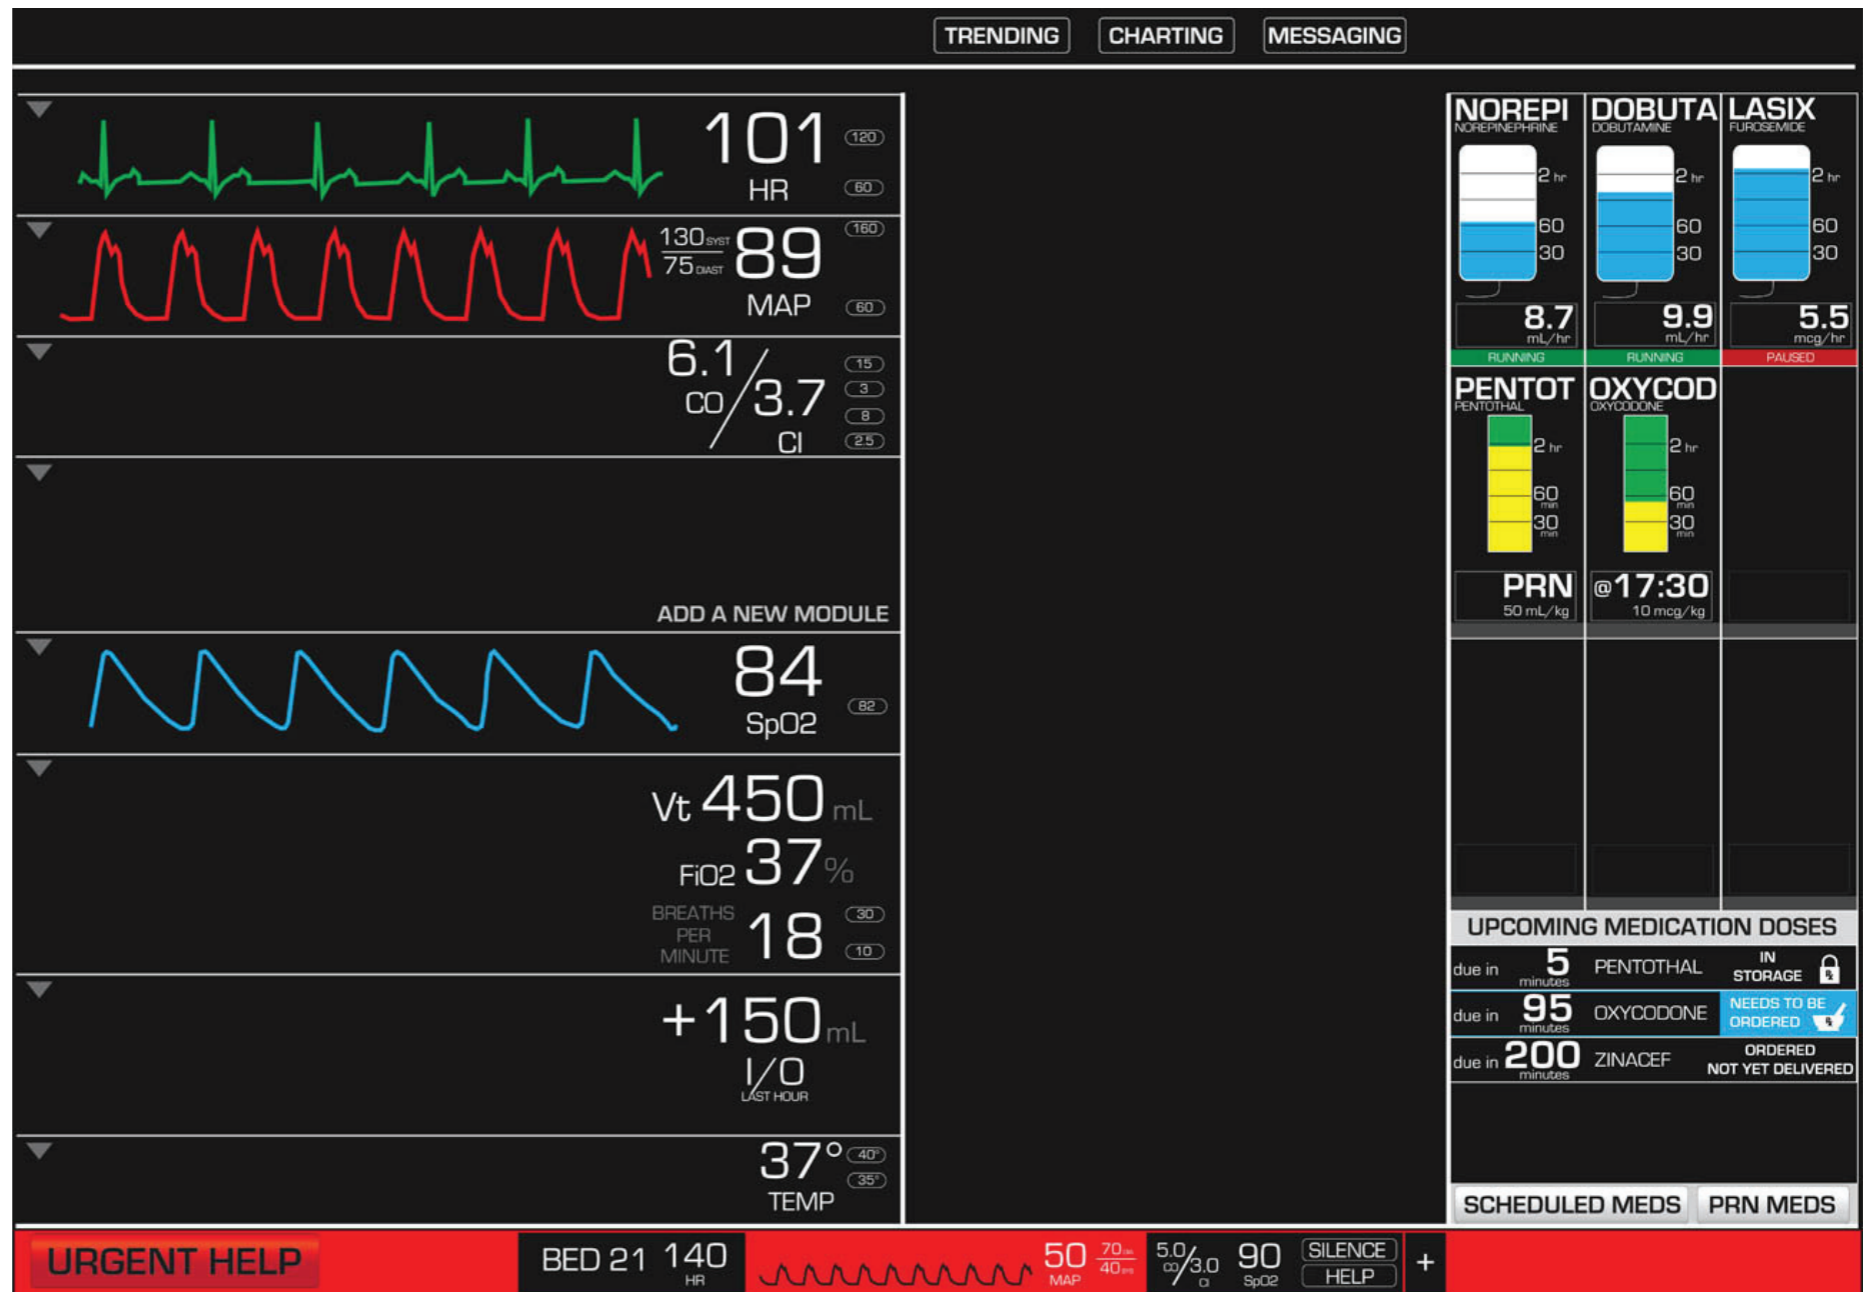 TRENDING CHARTING MESSAGING
101 120
HR 60
130 SYST 89 160
75 DIAST
MAP 60
6.1/3.7 15
CO 3
8
CI 2.5
ADD A NEW MODULE
84
SpO2 82
Vt 450 mL
FiO2 37 %
BREATHS
PER
MINUTE 18 30
10
+150 mL
I/O
LAST HOUR
37° 40°
35°
TEMP
NOREPI DOBUTA LASIX
NOREPINEPHRINE DOBUTAMINE FUROSEMIDE
2 hr 2 hr 2 hr
60 60 60
30 30 30
8.7 9.9 5.5
mL/hr mL/hr mcg/hr
RUNNING RUNNING PAUSED
PENTOT OXYCOD
PENTOTHAL OXYCODONE
2 hr 2 hr
60 60
min min
30 30
min min
PRN @17:30
50 mL/kg 10 mcg/kg
UPCOMING MEDICATION DOSES
due in 5 PENTOTHAL IN
minutes STORAGE
due in 95 OXYCODONE NEEDS TO BE
minutes ORDERED
due in 200 ZINACEF ORDERED
minutes NOT YET DELIVERED
SCHEDULED MEDS PRN MEDS
URGENT HELP BED 21 140 50 70 5.0/3.0 90 SILENCE +
HR MAP 40 CO CI SpO2 HELP